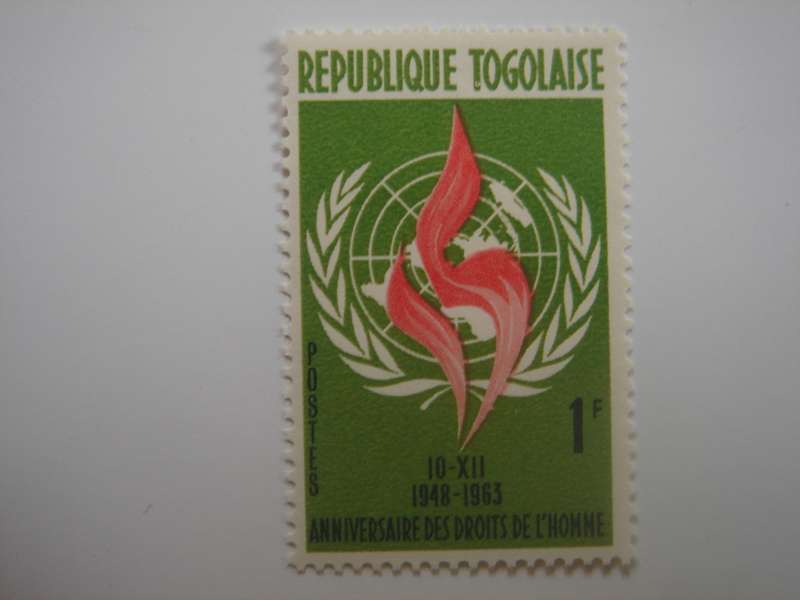 REPUBLIQUE TOGOLAISE
POSTES
1F
10-XII
1948-1963
ANNIVERSAIRE DES DROITS DE L'HOMME